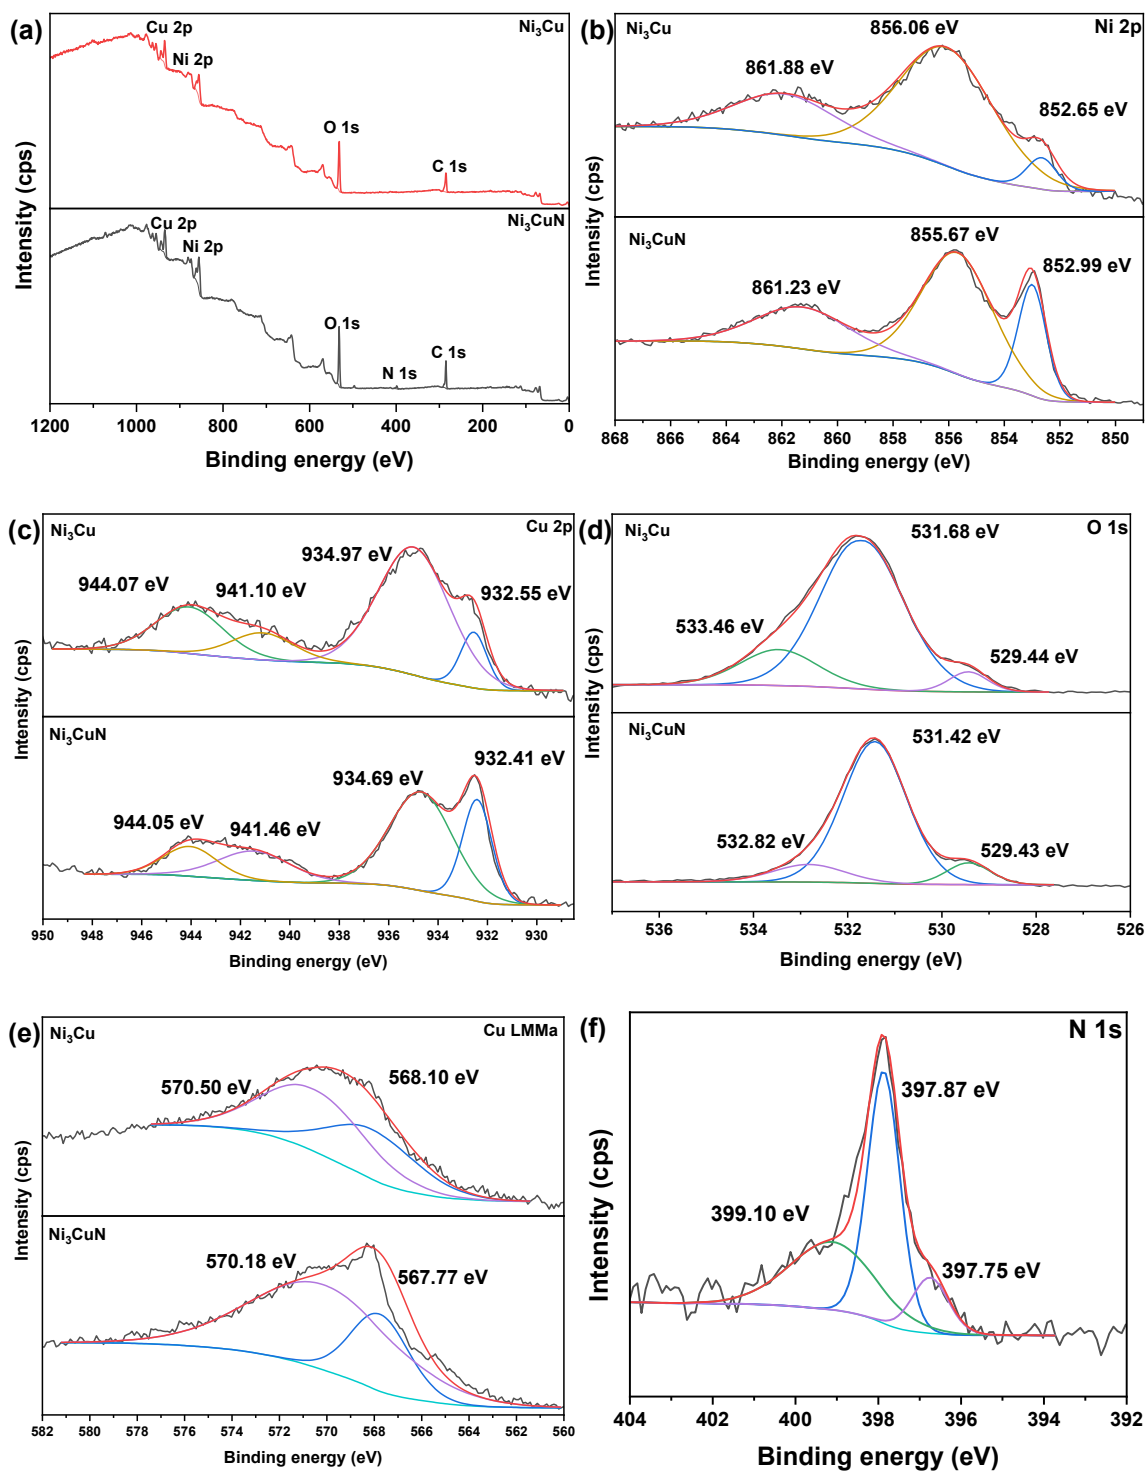 (a)
Cu 2p
Ni₃Cu
Ni 2p
O 1s
C 1s
Ni₃CuN
Cu 2p
Ni 2p
O 1s
N 1s
C 1s
Intensity (cps)
1200 1000 800 600 400 200 0
Binding energy (eV)
(b)
Ni₃Cu
856.06 eV
Ni 2p
861.88 eV
852.65 eV
Ni₃CuN
855.67 eV
852.99 eV
861.23 eV
Intensity (cps)
868 866 864 862 860 858 856 854 852 850
Binding energy (eV)
(c)
Ni₃Cu
Cu 2p
934.97 eV
944.07 eV
941.10 eV
932.55 eV
Ni₃CuN
932.41 eV
934.69 eV
944.05 eV
941.46 eV
Intensity (cps)
950 948 946 944 942 940 938 936 934 932 930
Binding energy (eV)
(d)
Ni₃Cu
531.68 eV
O 1s
533.46 eV
529.44 eV
Ni₃CuN
531.42 eV
532.82 eV
529.43 eV
Intensity (cps)
536 534 532 530 528 526
Binding energy (eV)
(e)
Ni₃Cu
Cu LMMa
570.50 eV
568.10 eV
Ni₃CuN
570.18 eV
567.77 eV
Intensity (cps)
582 580 578 576 574 572 570 568 566 564 562 560
Binding energy (eV)
(f)
N 1s
397.87 eV
399.10 eV
397.75 eV
Intensity (cps)
404 402 400 398 396 394 392
Binding energy (eV)